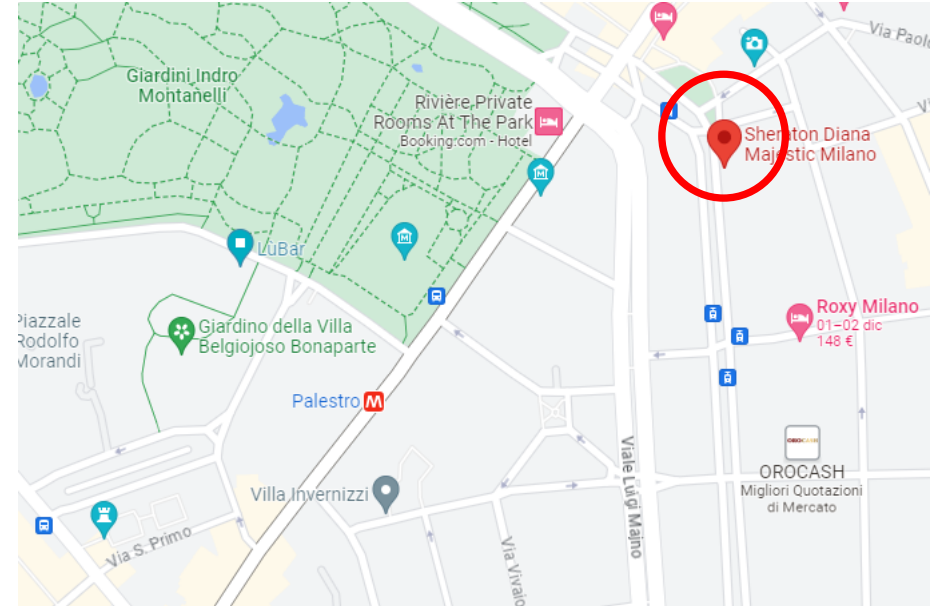 Via Paolo
Giardini Indro
Montanelli
Rivière Private
Rooms At The Park
Booking.com - Hotel
Sheraton Diana
Majestic Milano
LùBar
Piazzale
Rodolfo
Morandi
Giardino della Villa
Belgiojoso Bonaparte
Roxy Milano
01–02 dic
148 €
Palestro
M
Viale Luigi Majno
OROCASH
Migliori Quotazioni
di Mercato
Villa Invernizzi
Via S. Primo
Via Vivaio